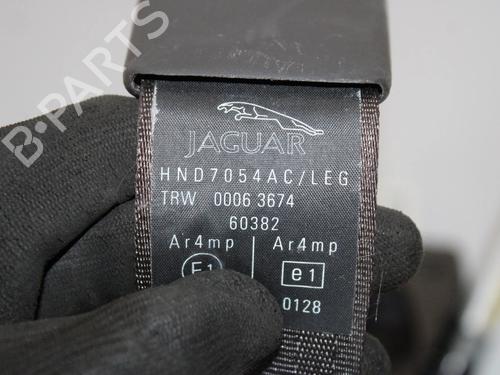 B-PARTS
JAGUAR
HND7054AC/LEG
TRW 0006 3674
60382
Ar4mp Ar4mp
E1 e1
0128